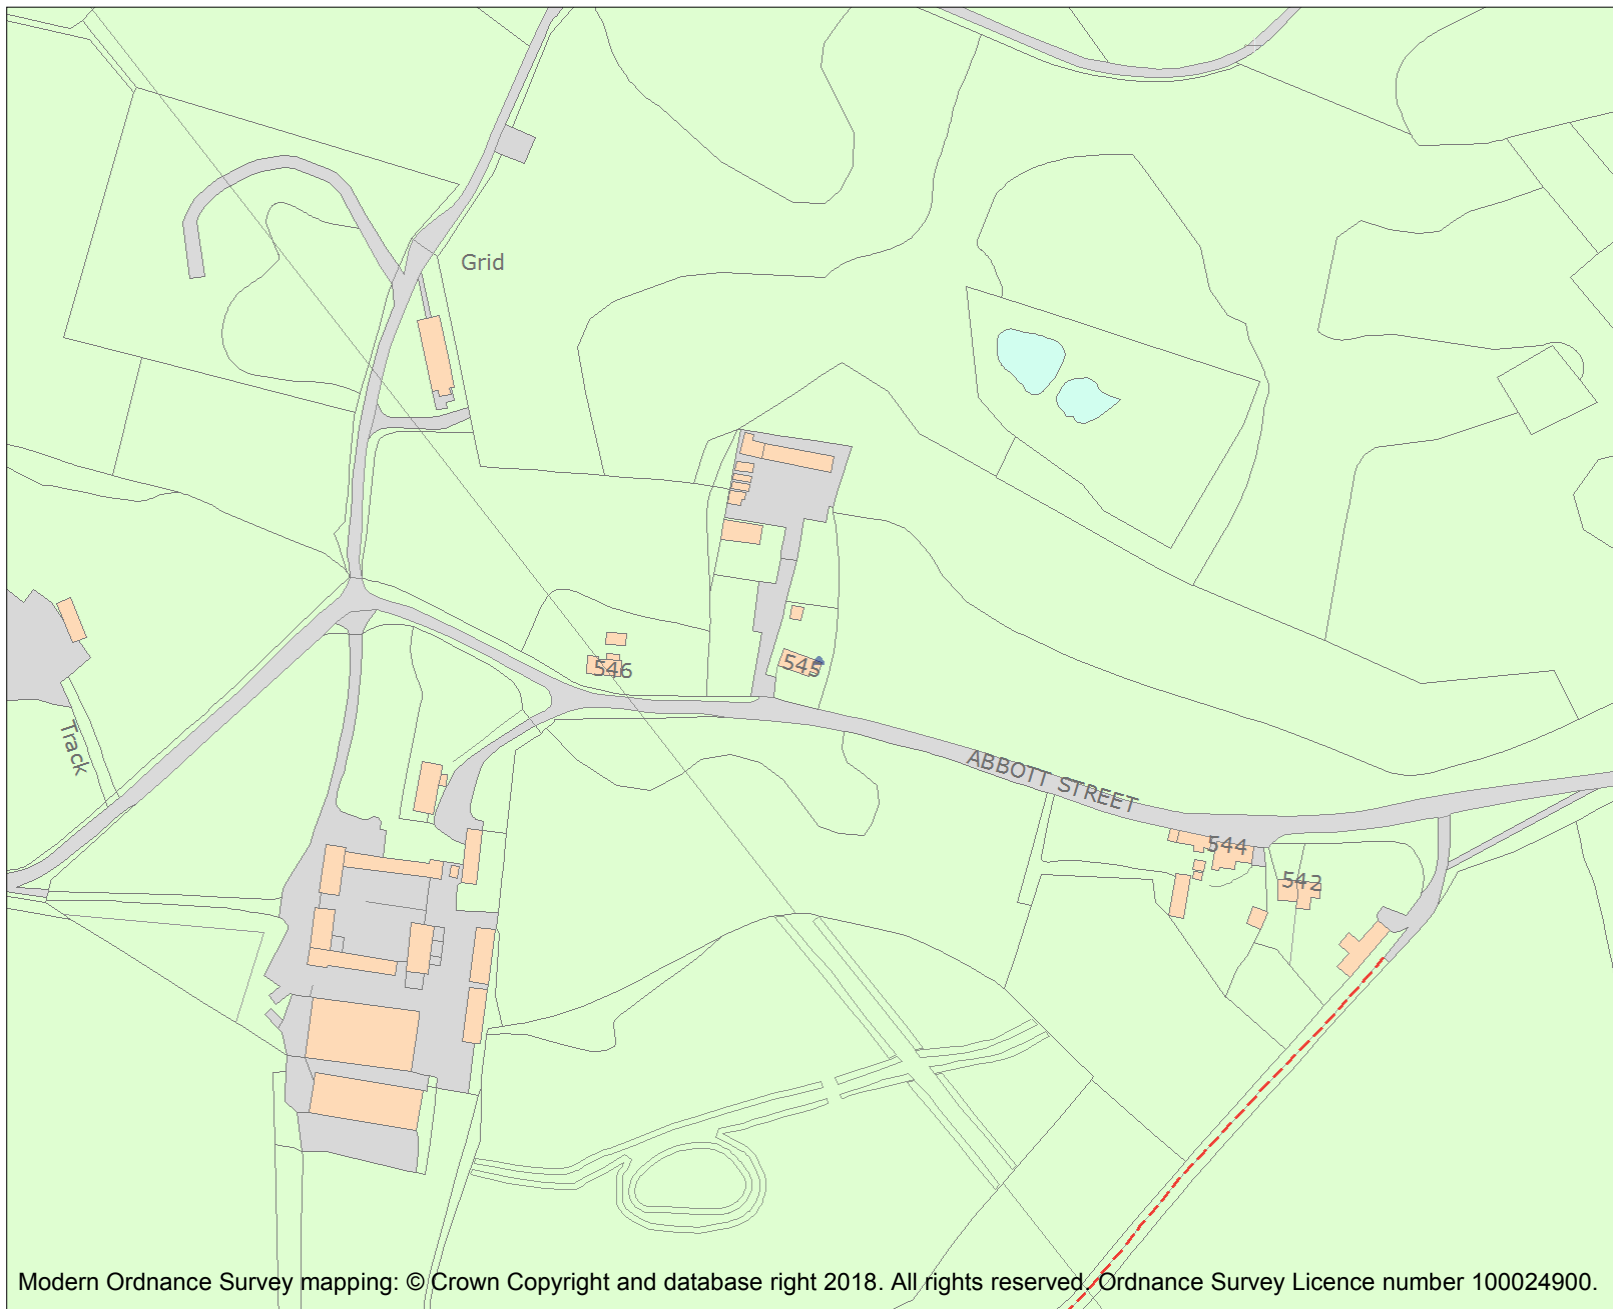 Grid
546
545
Track
ABBOTT STREET
544
542
Modern Ordnance Survey mapping: © Crown Copyright and database right 2018. All rights reserved. Ordnance Survey Licence number 100024900.